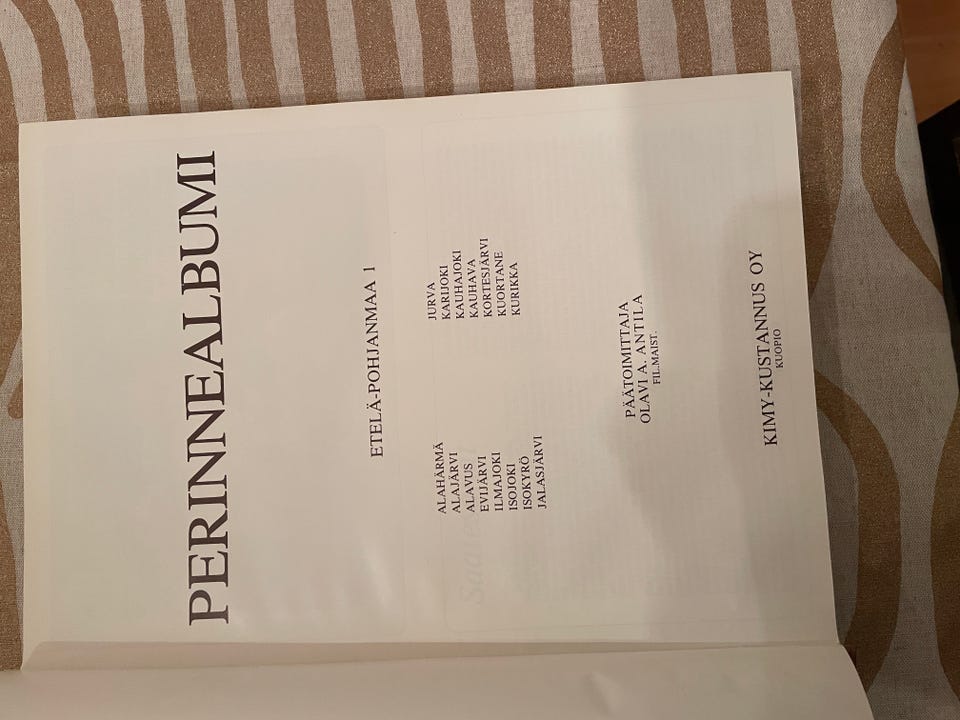 PERINNEALBUMI
ETELÄ-POHJANMAA 1
ALAHÄRMÄ
ALAJÄRVI
ALAVUS
EVIJÄRVI
ILMAJOKI
ISOJOKI
ISOKYRÖ
JALASJÄRVI
JURVA
KARIJOKI
KAUHAJOKI
KAUHAVA
KORTESJÄRVI
KUORTANE
KURIKKA
PÄÄTOIMITTAJA
OLAVI A. ANTILA
FIL.MAIST.
KIMY-KUSTANNUS OY
KUOPIO